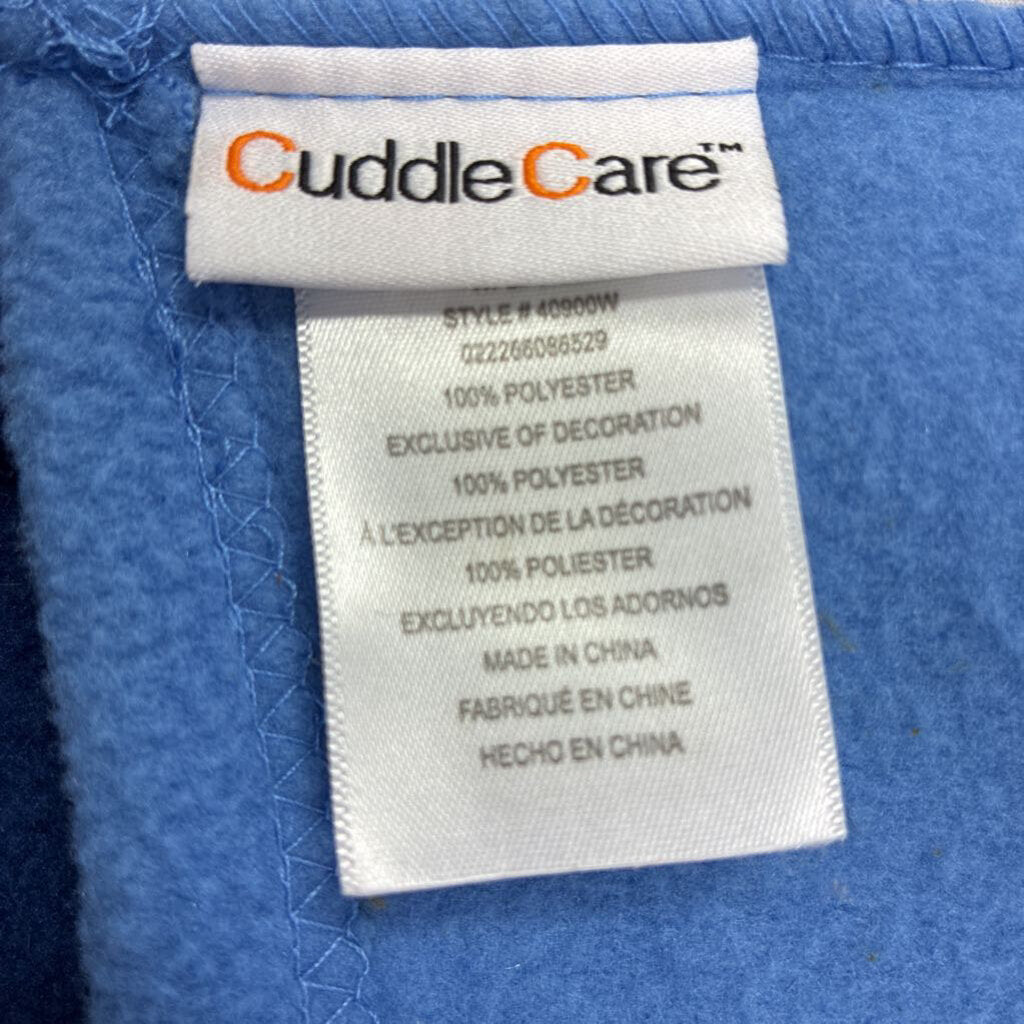 CuddleCare™
STYLE # 40900W
022266086529
100% POLYESTER
EXCLUSIVE OF DECORATION
100% POLYESTER
À L'EXCEPTION DE LA DÉCORATION
100% POLIESTER
EXCLUYENDO LOS ADORNOS
MADE IN CHINA
FABRIQUÉ EN CHINE
HECHO EN CHINA